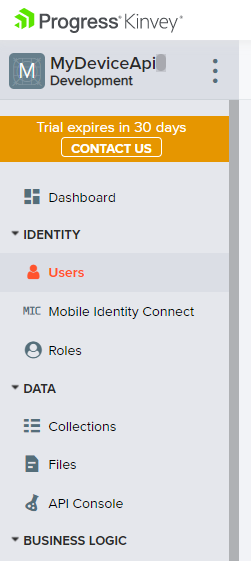 Progress® Kinvey®
M MyDeviceApi
Development
Trial expires in 30 days
CONTACT US
Dashboard
IDENTITY
Users
MIC Mobile Identity Connect
Roles
DATA
Collections
Files
API Console
BUSINESS LOGIC